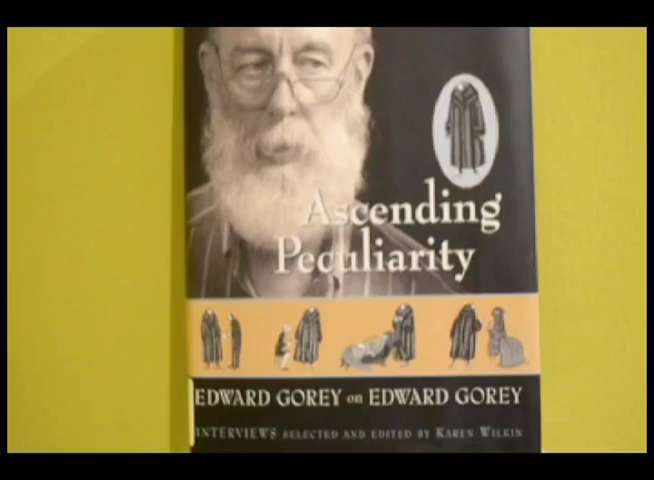 Ascending
Peculiarity
EDWARD GOREY on EDWARD GOREY
INTERVIEWS SELECTED AND EDITED BY KAREN WILKIN